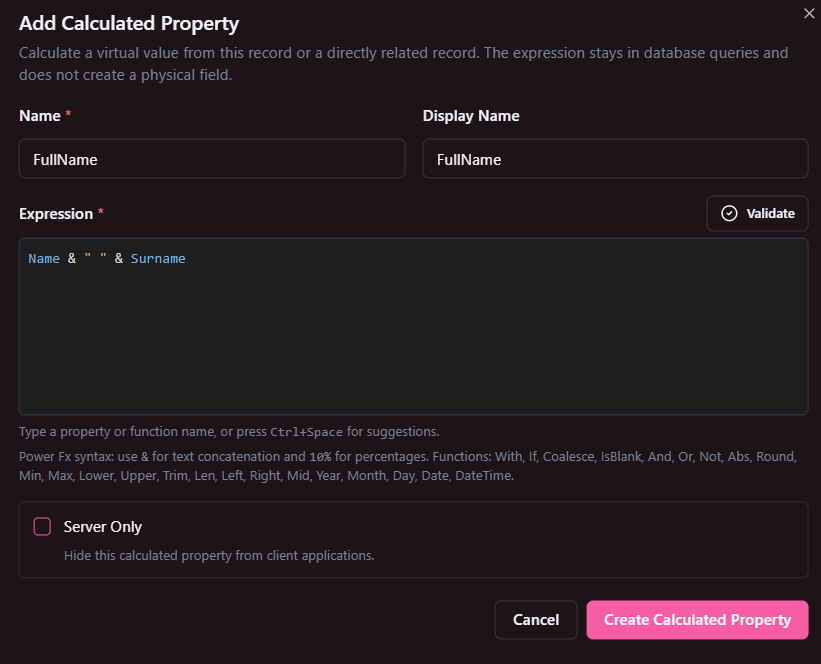 Add Calculated Property
Calculate a virtual value from this record or a directly related record. The expression stays in database queries and
does not create a physical field.
Name *
Display Name
FullName
FullName
Expression *
Validate
Name & " " & Surname
Type a property or function name, or press Ctrl+Space for suggestions.
Power Fx syntax: use & for text concatenation and 10% for percentages. Functions: With, If, Coalesce, IsBlank, And, Or, Not, Abs, Round,
Min, Max, Lower, Upper, Trim, Len, Left, Right, Mid, Year, Month, Day, Date, DateTime.
Server Only
Hide this calculated property from client applications.
Cancel
Create Calculated Property